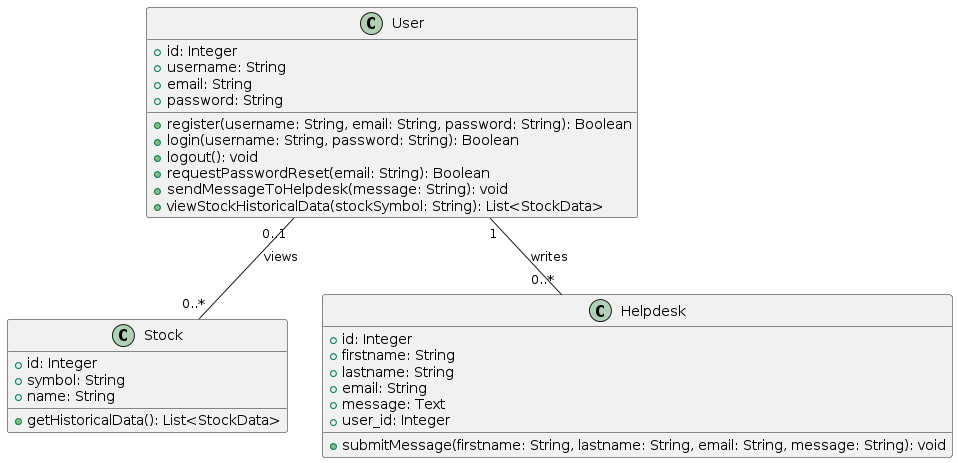 C User
id: Integer
username: String
email: String
password: String
register(username: String, email: String, password: String): Boolean
login(username: String, password: String): Boolean
logout(): void
requestPasswordReset(email: String): Boolean
sendMessageToHelpdesk(message: String): void
viewStockHistoricalData(stockSymbol: String): List<StockData>
0..1
1
views
writes
0..*
0..*
C Stock
id: Integer
symbol: String
name: String
getHistoricalData(): List<StockData>
C Helpdesk
id: Integer
firstname: String
lastname: String
email: String
message: Text
user_id: Integer
submitMessage(firstname: String, lastname: String, email: String, message: String): void